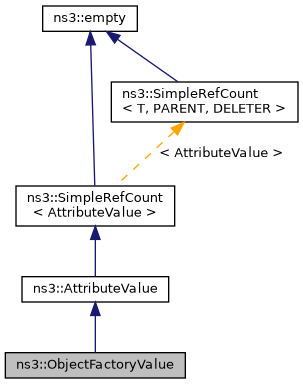 ns3::empty
ns3::SimpleRefCount
< T, PARENT, DELETER >
< AttributeValue >
ns3::SimpleRefCount
< AttributeValue >
ns3::AttributeValue
ns3::ObjectFactoryValue